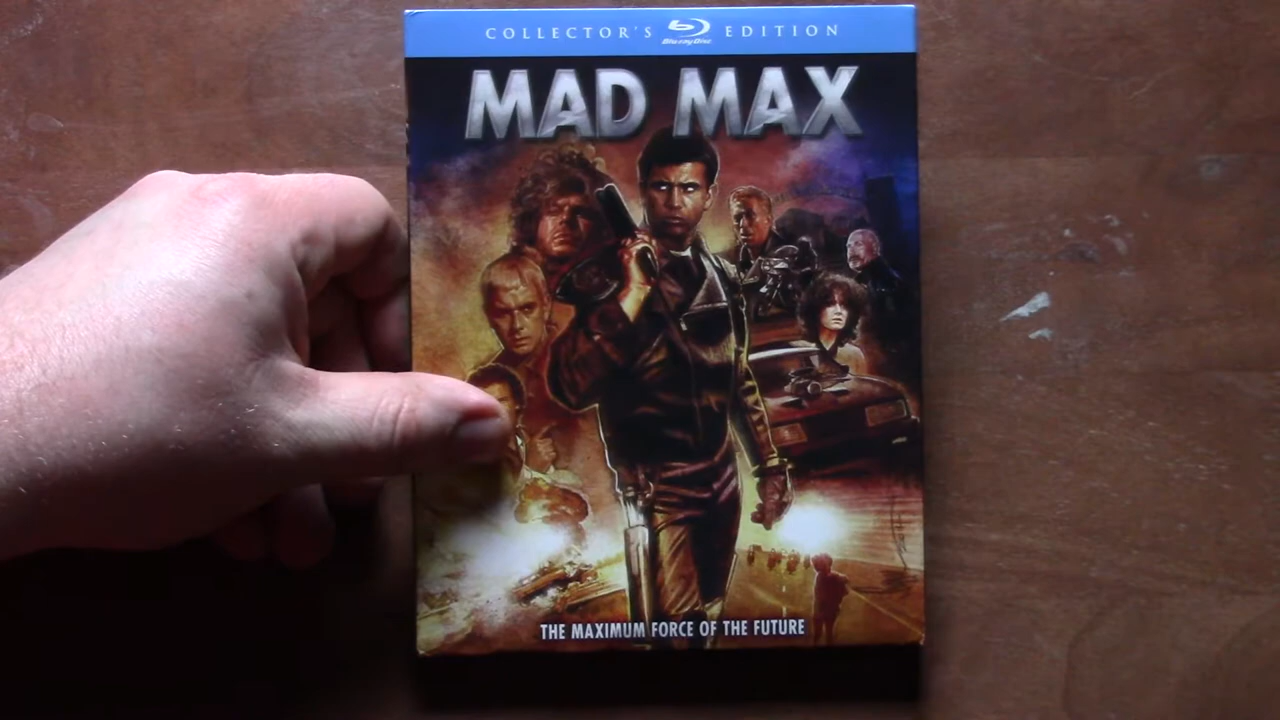 COLLECTOR'S Blu-ray Disc EDITION
MAD MAX
THE MAXIMUM FORCE OF THE FUTURE